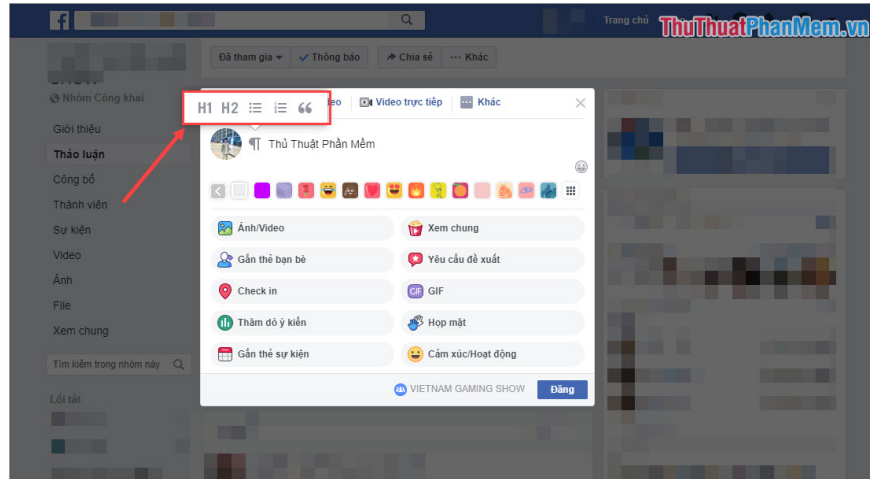 f
Trang chủ
ThuThuatPhanMem.vn
Đã tham gia
Thông báo
Chia sẻ
Khác
Nhóm Công khai
Giới thiệu
Thảo luận
Công bố
Thành viên
Sự kiện
Video
Ảnh
File
Xem chung
Tìm kiếm trong nhóm này
Lối tắt
H1 H2
Video trực tiếp
Khác
¶ Thủ Thuật Phần Mềm
Ảnh/Video
Xem chung
Gắn thẻ bạn bè
Yêu cầu đề xuất
Check in
GIF GIF
Thăm dò ý kiến
Họp mặt
Gắn thẻ sự kiện
Cảm xúc/Hoạt động
VIETNAM GAMING SHOW
Đăng